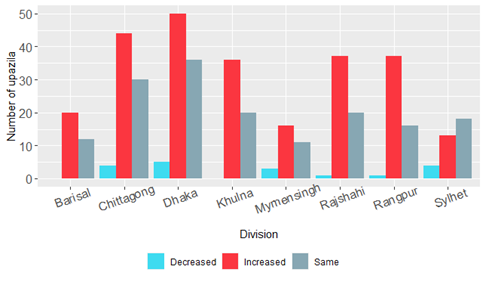 Number of upazila
50
40
30
20
10
0
Barisal Chittagong Dhaka Khulna Mymensingh Rajshahi Rangpur Sylhet
Division
Decreased Increased Same